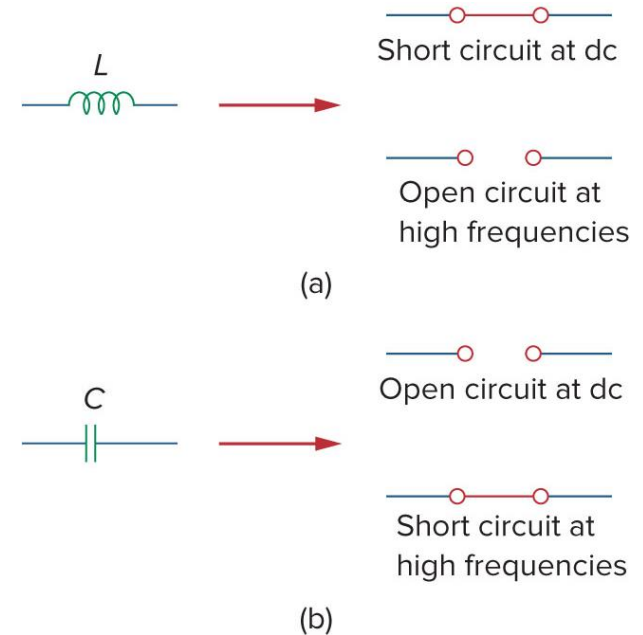 L
Short circuit at dc
Open circuit at
high frequencies
(a)
C
Open circuit at dc
Short circuit at
high frequencies
(b)